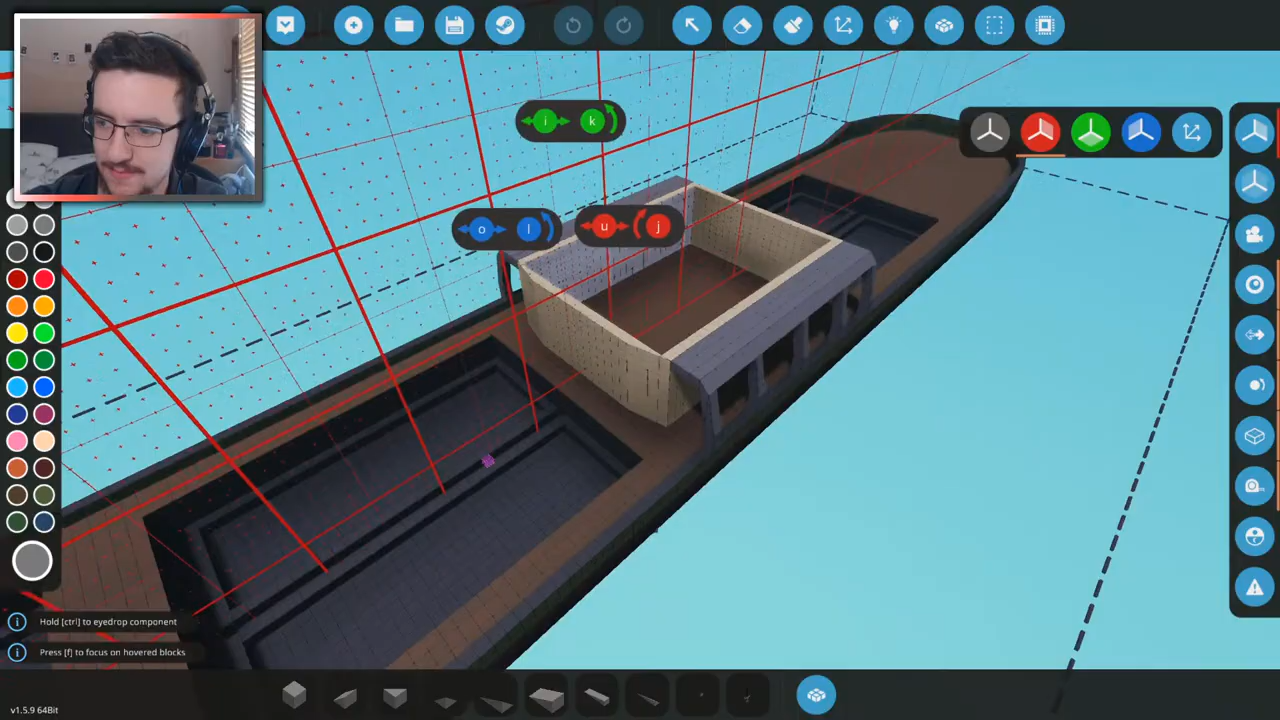 i k
o l u j
Hold [ctrl] to eyedrop component
Press [f] to focus on hovered blocks
v1.5.9 64Bit